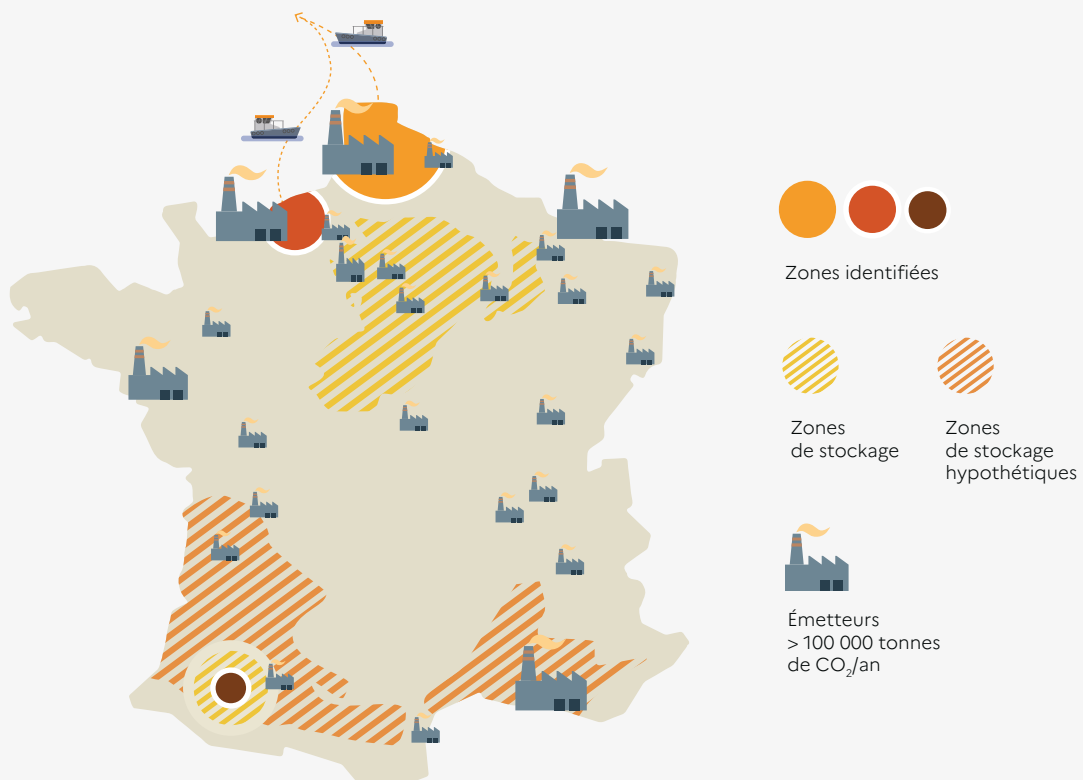 Zones identifiées
Zones
de stockage
Zones
de stockage
hypothétiques
Émetteurs
> 100 000 tonnes
de CO₂/an